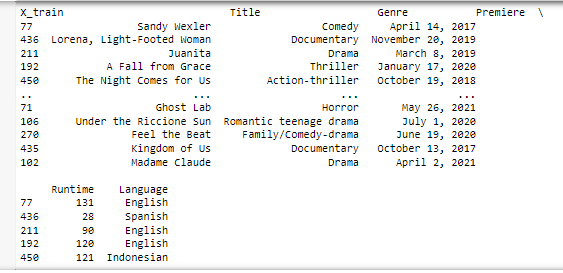 X_train Title Genre Premiere \
77 Sandy Wexler Comedy April 14, 2017
436 Lorena, Light-Footed Woman Documentary November 20, 2019
211 Juanita Drama March 8, 2019
192 A Fall from Grace Thriller January 17, 2020
450 The Night Comes for Us Action-thriller October 19, 2018
.. ... ... ...
71 Ghost Lab Horror May 26, 2021
106 Under the Riccione Sun Romantic teenage drama July 1, 2020
270 Feel the Beat Family/Comedy-drama June 19, 2020
435 Kingdom of Us Documentary October 13, 2017
102 Madame Claude Drama April 2, 2021
Runtime Language
77 131 English
436 28 Spanish
211 90 English
192 120 English
450 121 Indonesian